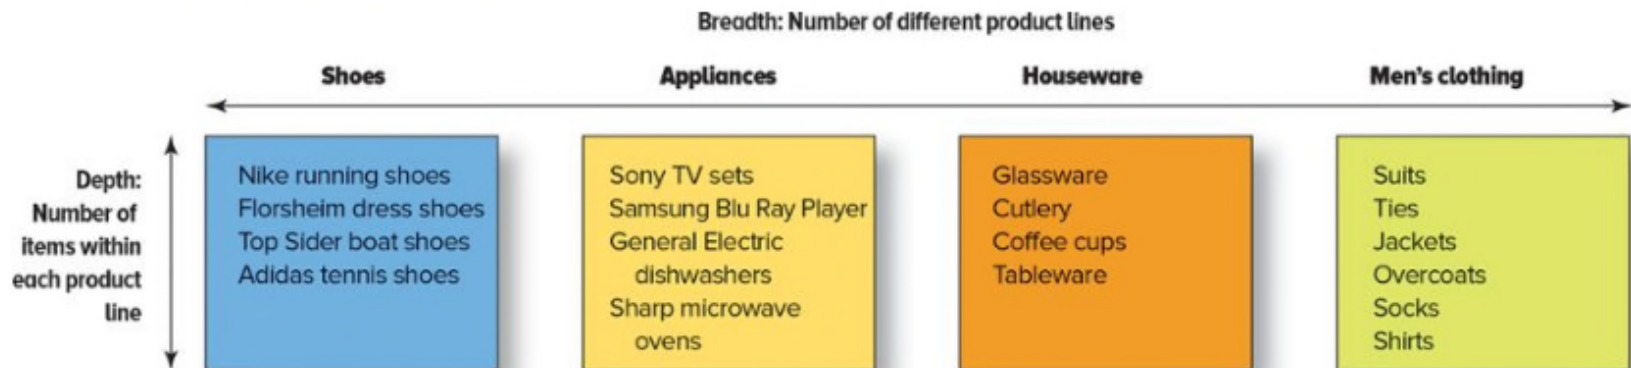 Breadth: Number of different product lines
Shoes
Appliances
Houseware
Men's clothing
Depth:
Number of
items within
each product
line
Nike running shoes
Florsheim dress shoes
Top Sider boat shoes
Adidas tennis shoes
Sony TV sets
Samsung Blu Ray Player
General Electric
dishwashers
Sharp microwave
ovens
Glassware
Cutlery
Coffee cups
Tableware
Suits
Ties
Jackets
Overcoats
Socks
Shirts